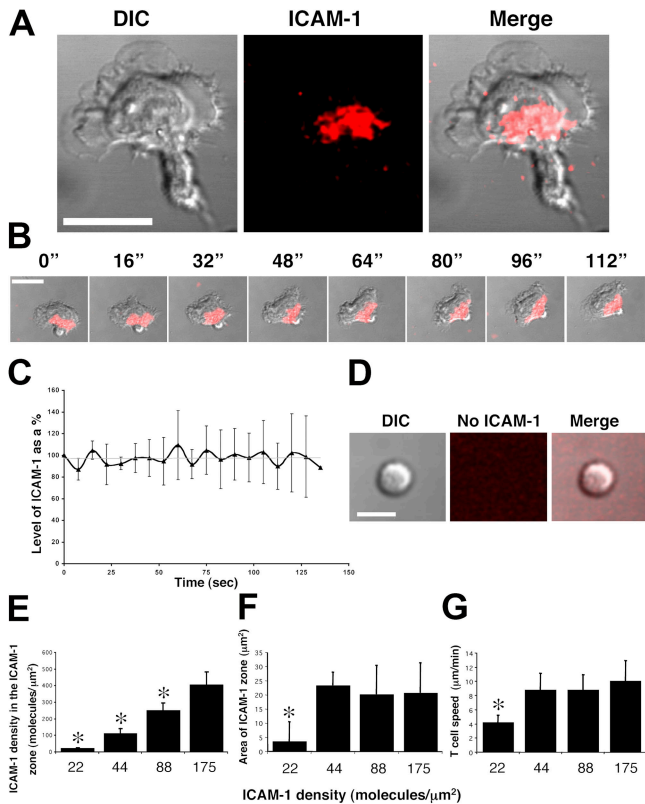 A
DIC ICAM-1 Merge
B
0” 16” 32” 48” 64” 80” 96” 112”
C
Level of ICAM-1 as a %
160
140
120
100
80
60
40
20
0
0 25 50 75 100 125 150
Time (sec)
D
DIC No ICAM-1 Merge
E
ICAM-1 density in the ICAM-1
zone (molecules/µm²)
600
500
400
300
200
100
0
* * *
22 44 88 175
F
Area of ICAM-1 zone (µm²)
35
30
25
20
15
10
5
0
*
22 44 88 175
G
T cell speed (µm/min)
16
14
12
10
8
6
4
2
0
*
22 44 88 175
ICAM-1 density (molecules/µm²)